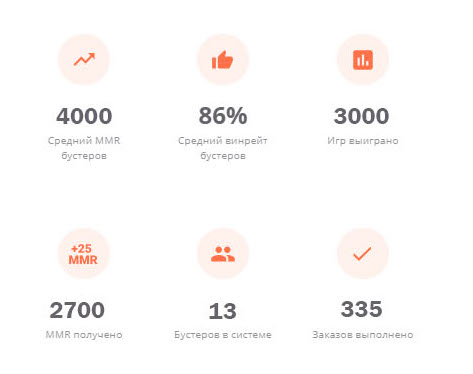 4000
Средний MMR
бустеров
86%
Средний винрейт
бустеров
3000
Игр выиграно
+25
MMR
2700
MMR получено
13
Бустеров в системе
335
Заказов выполнено